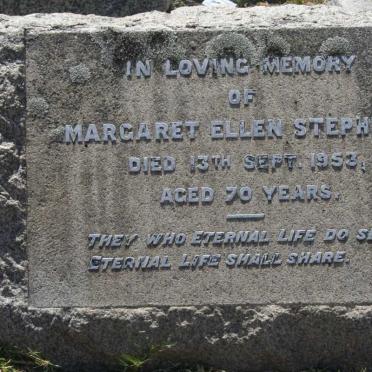 IN LOVING MEMORY
OF
MARGARET ELLEN STEPH
DIED 13TH SEPT. 1953,
AGED 70 YEARS.
THEY WHO ETERNAL LIFE DO SE
ETERNAL LIFE SHALL SHARE.